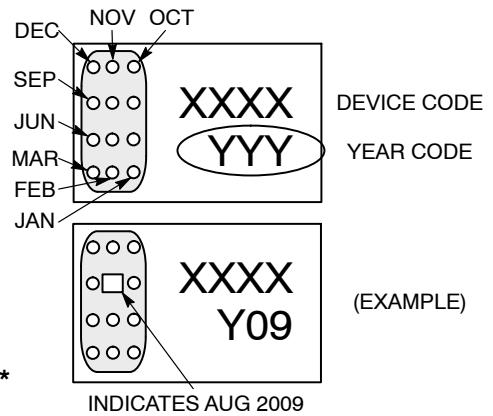 DEC NOV OCT
SEP
JUN
MAR
FEB
JAN
XXXX DEVICE CODE
YYY YEAR CODE
XXXX
Y09
(EXAMPLE)
*
INDICATES AUG 2009